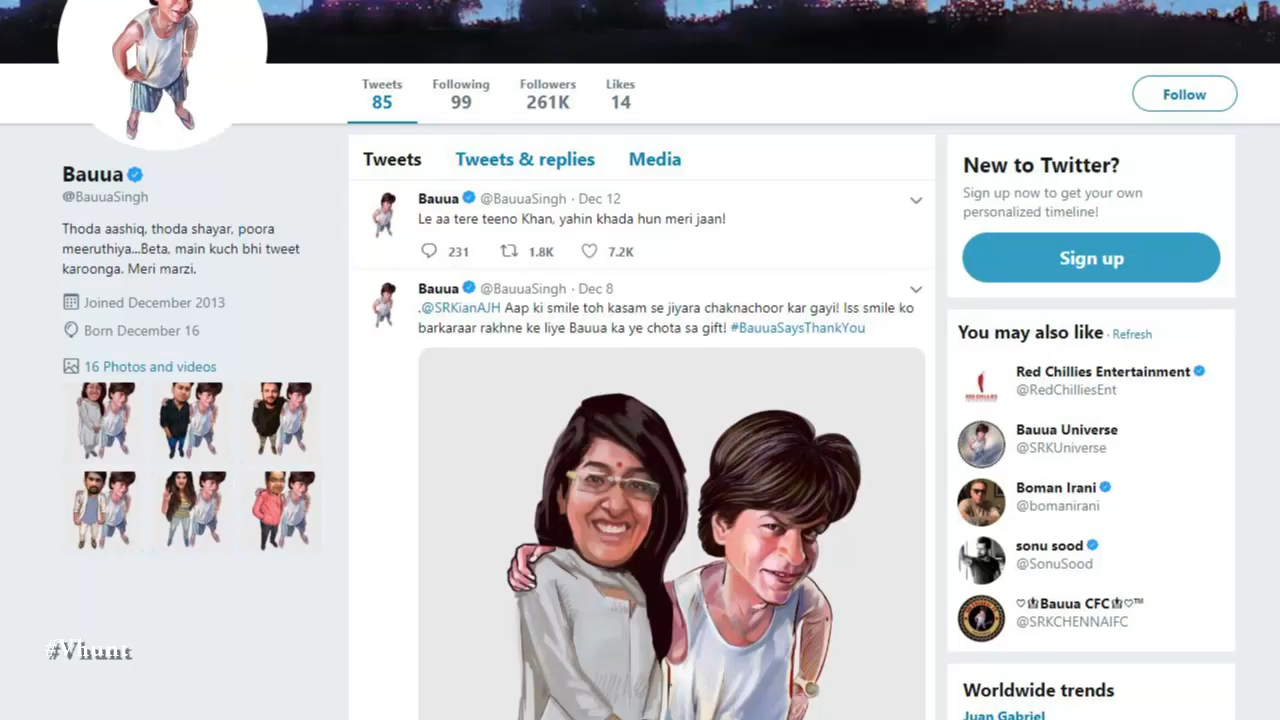 Tweets
85
Following
99
Followers
261K
Likes
14
Follow
Bauua
@BauuaSingh
Thoda aashiq, thoda shayar, poora
meeruthiya...Beta, main kuch bhi tweet
karoonga. Meri marzi.
Joined December 2013
Born December 16
16 Photos and videos
#Vhunt
Tweets Tweets & replies Media
Bauua @BauuaSingh · Dec 12
Le aa tere teeno Khan, yahin khada hun meri jaan!
231 1.8K 7.2K
Bauua @BauuaSingh · Dec 8
.@SRKianAJH Aap ki smile toh kasam se jiyara chaknachoor kar gayi! Iss smile ko
barkaraar rakhne ke liye Bauua ka ye chota sa gift! #BauuaSaysThankYou
New to Twitter?
Sign up now to get your own
personalized timeline!
Sign up
You may also like · Refresh
Red Chillies Entertainment
@RedChilliesEnt
Bauua Universe
@SRKUniverse
Boman Irani
@bomanirani
sonu sood
@SonuSood
♡♔Bauua CFC♔♡™
@SRKCHENNAIFC
Worldwide trends
Juan Gabriel